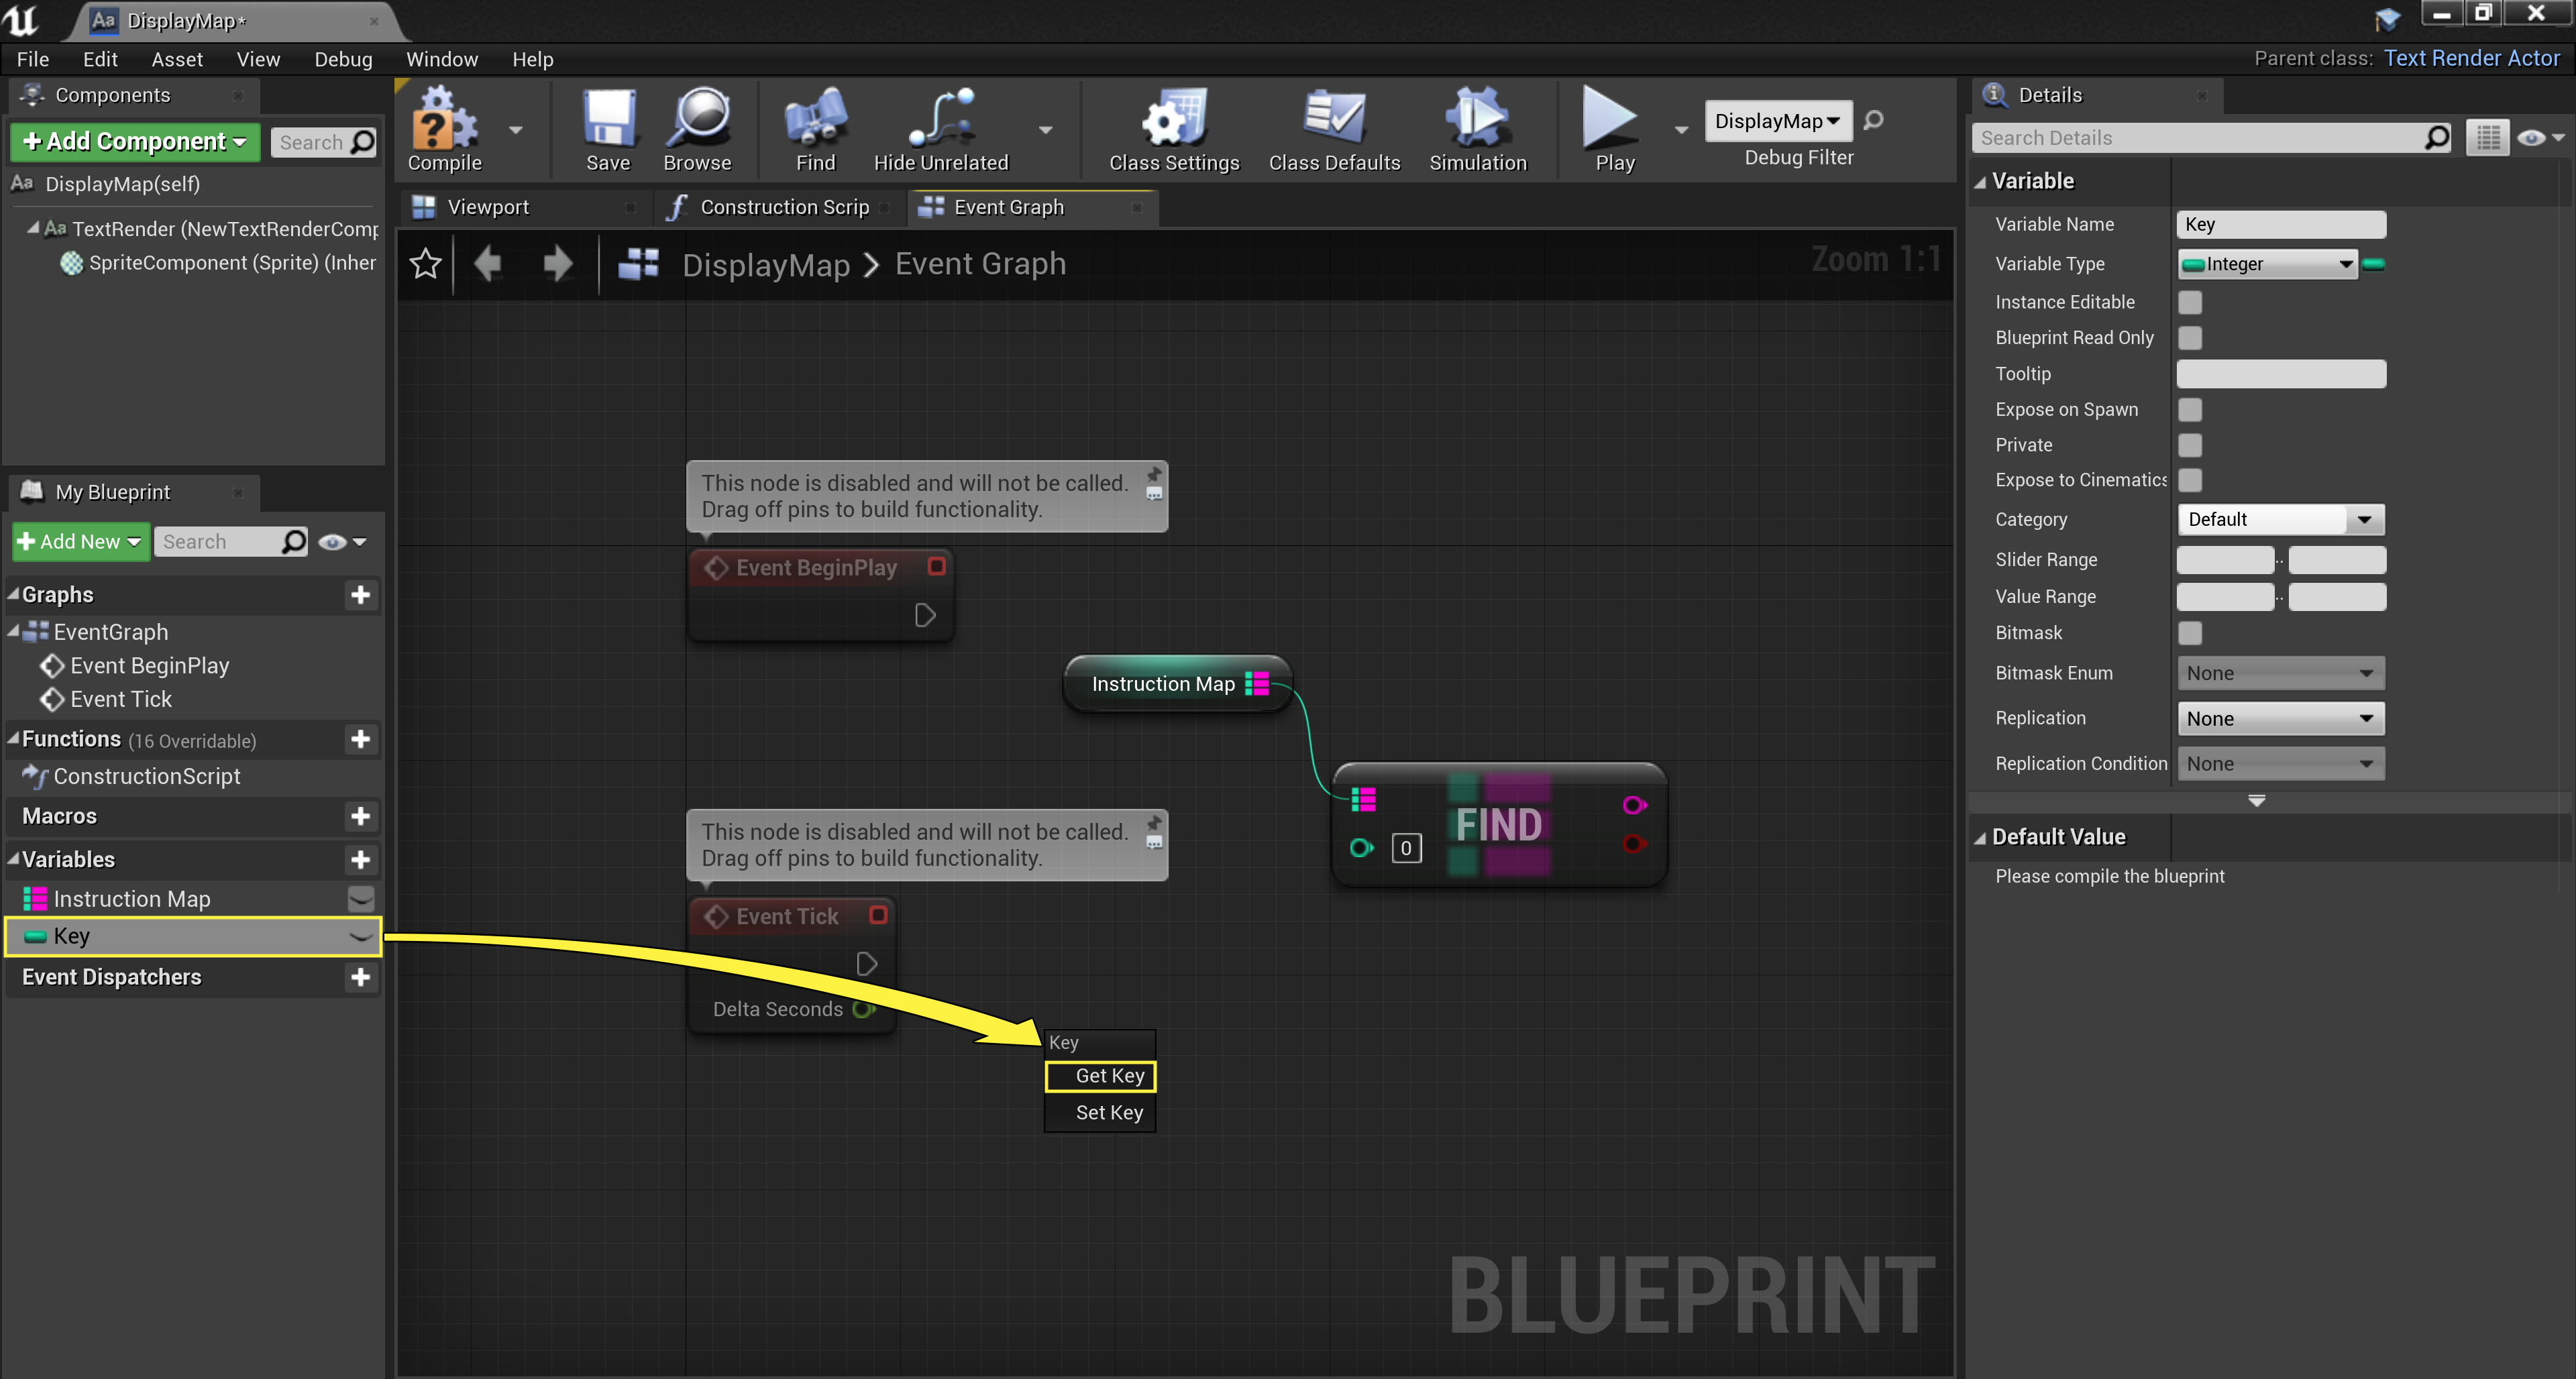 DisplayMap*
File Edit Asset View Debug Window Help
Parent class: Text Render Actor
Components
Add Component
Search
DisplayMap(self)
TextRender (NewTextRenderComp
SpriteComponent (Sprite) (Inher
My Blueprint
Add New
Search
Graphs
EventGraph
Event BeginPlay
Event Tick
Functions (16 Overridable)
ConstructionScript
Macros
Variables
Instruction Map
Key
Event Dispatchers
Compile
Save
Browse
Find
Hide Unrelated
Class Settings
Class Defaults
Simulation
Play
DisplayMap
Debug Filter
Viewport
Construction Scrip
Event Graph
DisplayMap > Event Graph
Zoom 1:1
This node is disabled and will not be called.
Drag off pins to build functionality.
Event BeginPlay
Instruction Map
FIND
0
This node is disabled and will not be called.
Drag off pins to build functionality.
Event Tick
Delta Seconds
Key
Get Key
Set Key
BLUEPRINT
Details
Search Details
Variable
Variable Name Key
Variable Type Integer
Instance Editable
Blueprint Read Only
Tooltip
Expose on Spawn
Private
Expose to Cinematics
Category Default
Slider Range ..
Value Range ..
Bitmask
Bitmask Enum None
Replication None
Replication Condition None
Default Value
Please compile the blueprint